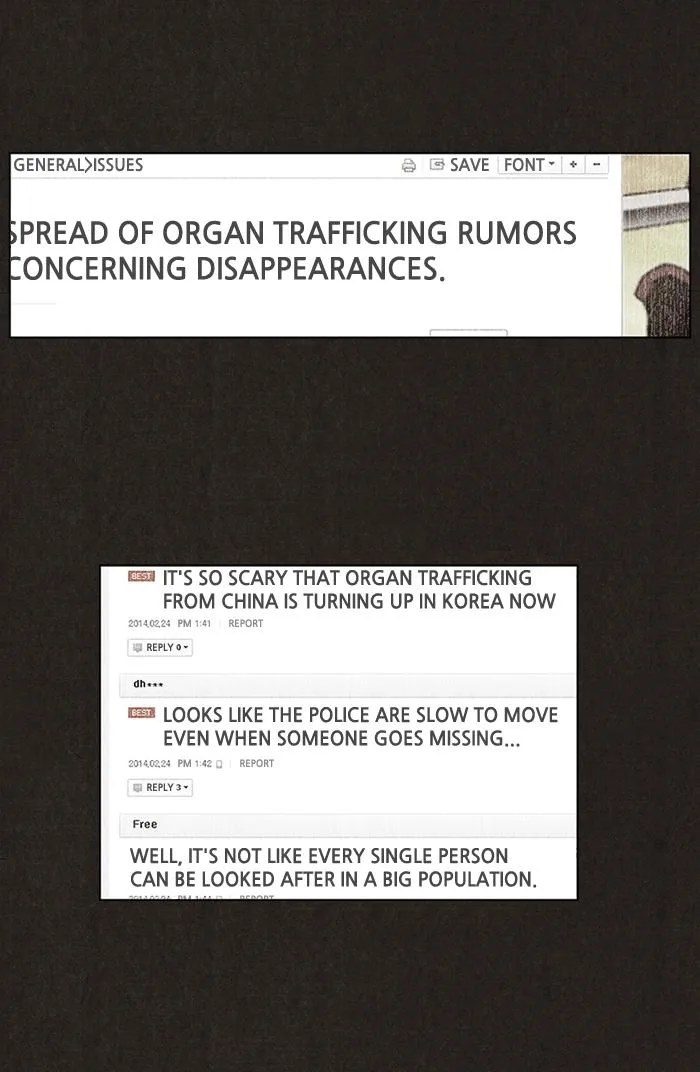 GENERAL>ISSUES
SAVE
FONT
SPREAD OF ORGAN TRAFFICKING RUMORS
CONCERNING DISAPPEARANCES.
BEST IT'S SO SCARY THAT ORGAN TRAFFICKING
FROM CHINA IS TURNING UP IN KOREA NOW
2014.02.24 PM 1:41 | REPORT
REPLY 0
dh***
BEST LOOKS LIKE THE POLICE ARE SLOW TO MOVE
EVEN WHEN SOMEONE GOES MISSING...
2014.02.24 PM 1:42 | REPORT
REPLY 3
Free
WELL, IT'S NOT LIKE EVERY SINGLE PERSON
CAN BE LOOKED AFTER IN A BIG POPULATION.